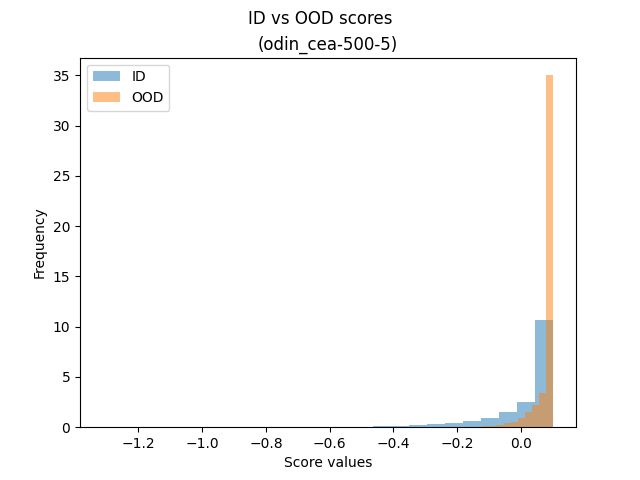 ID vs OOD scores
(odin_cea-500-5)
ID
OOD
35
30
25
20
15
10
5
0
Frequency
−1.2
−1.0
−0.8
−0.6
−0.4
−0.2
0.0
Score values